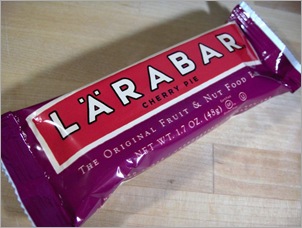 LÄRABAR
CHERRY PIE
THE ORIGINAL FRUIT & NUT FOOD
NET WT. 1.7 OZ. (48g)